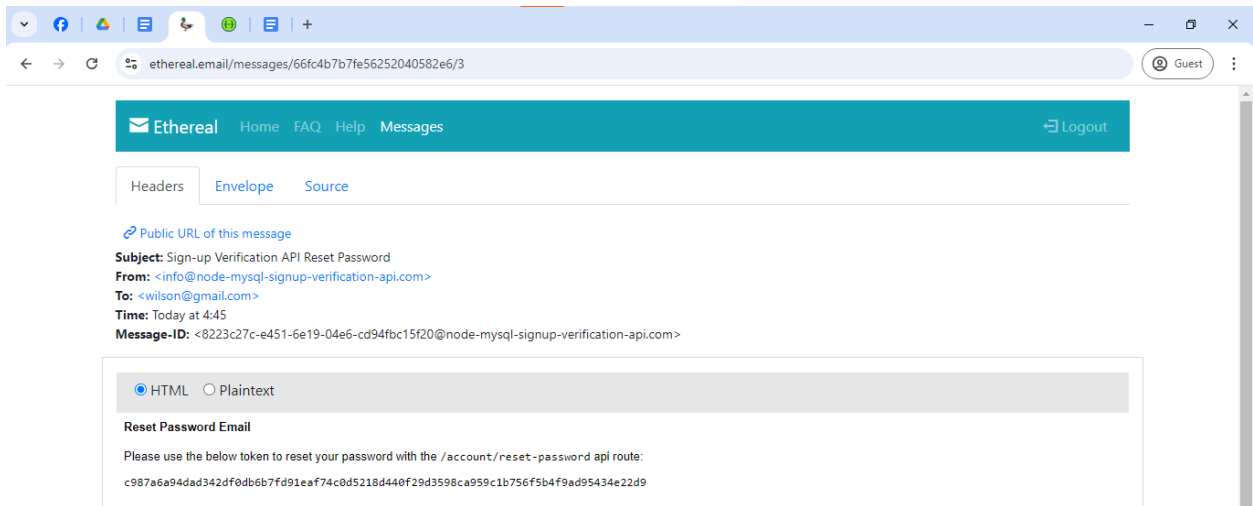 ethereal.email/messages/66fc4b7b7fe56252040582e6/3
Guest
Ethereal Home FAQ Help Messages Logout
Headers Envelope Source
Public URL of this message
Subject: Sign-up Verification API Reset Password
From: <info@node-mysql-signup-verification-api.com>
To: <wilson@gmail.com>
Time: Today at 4:45
Message-ID: <8223c27c-e451-6e19-04e6-cd94fbc15f20@node-mysql-signup-verification-api.com>
HTML Plaintext
Reset Password Email
Please use the below token to reset your password with the /account/reset-password api route:
c987a6a94dad342df0db6b7fd91eaf74c0d5218d440f29d3598ca959c1b756f5b4f9ad95434e22d9